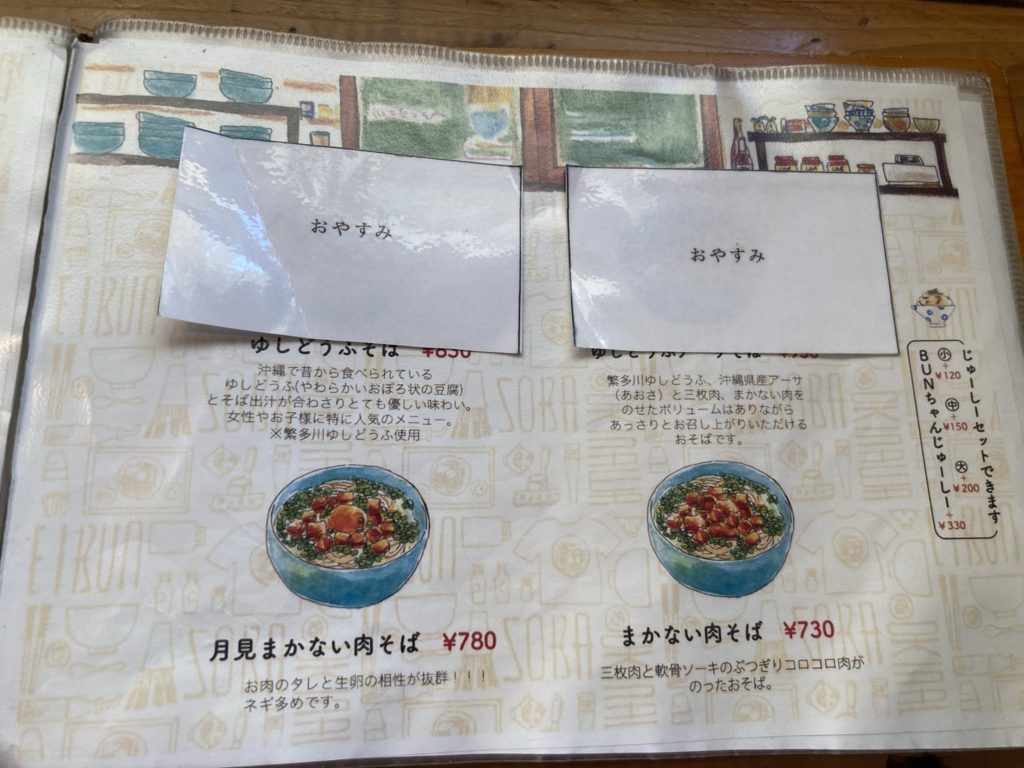 おやすみ
おやすみ
ゆしどうふそば ¥830
沖縄で昔から食べられている
ゆしどうふ(やわらかいおぼろ状の豆腐)
とそば出汁が合わさりとても優しい味わい。
女性やお子様に特に人気のメニュー。
※繁多川ゆしどうふ使用
繁多川ゆしどうふ、沖縄県産アーサ
（あおさ）と三枚肉、まかない肉を
のせたボリュームはありながら
あっさりとお召し上がりいただける
おそばです。
じゅーしーセットできます
小+¥120
中+¥150
大+¥200
BUNちゃんじゅーしー+¥330
月見まかない肉そば ¥780
お肉のタレと生卵の相性が抜群！！！
ネギ多めです。
まかない肉そば ¥730
三枚肉と軟骨ソーキのぶつぎりコロコロ肉が
のったおそば。
EIBUN
SOBA